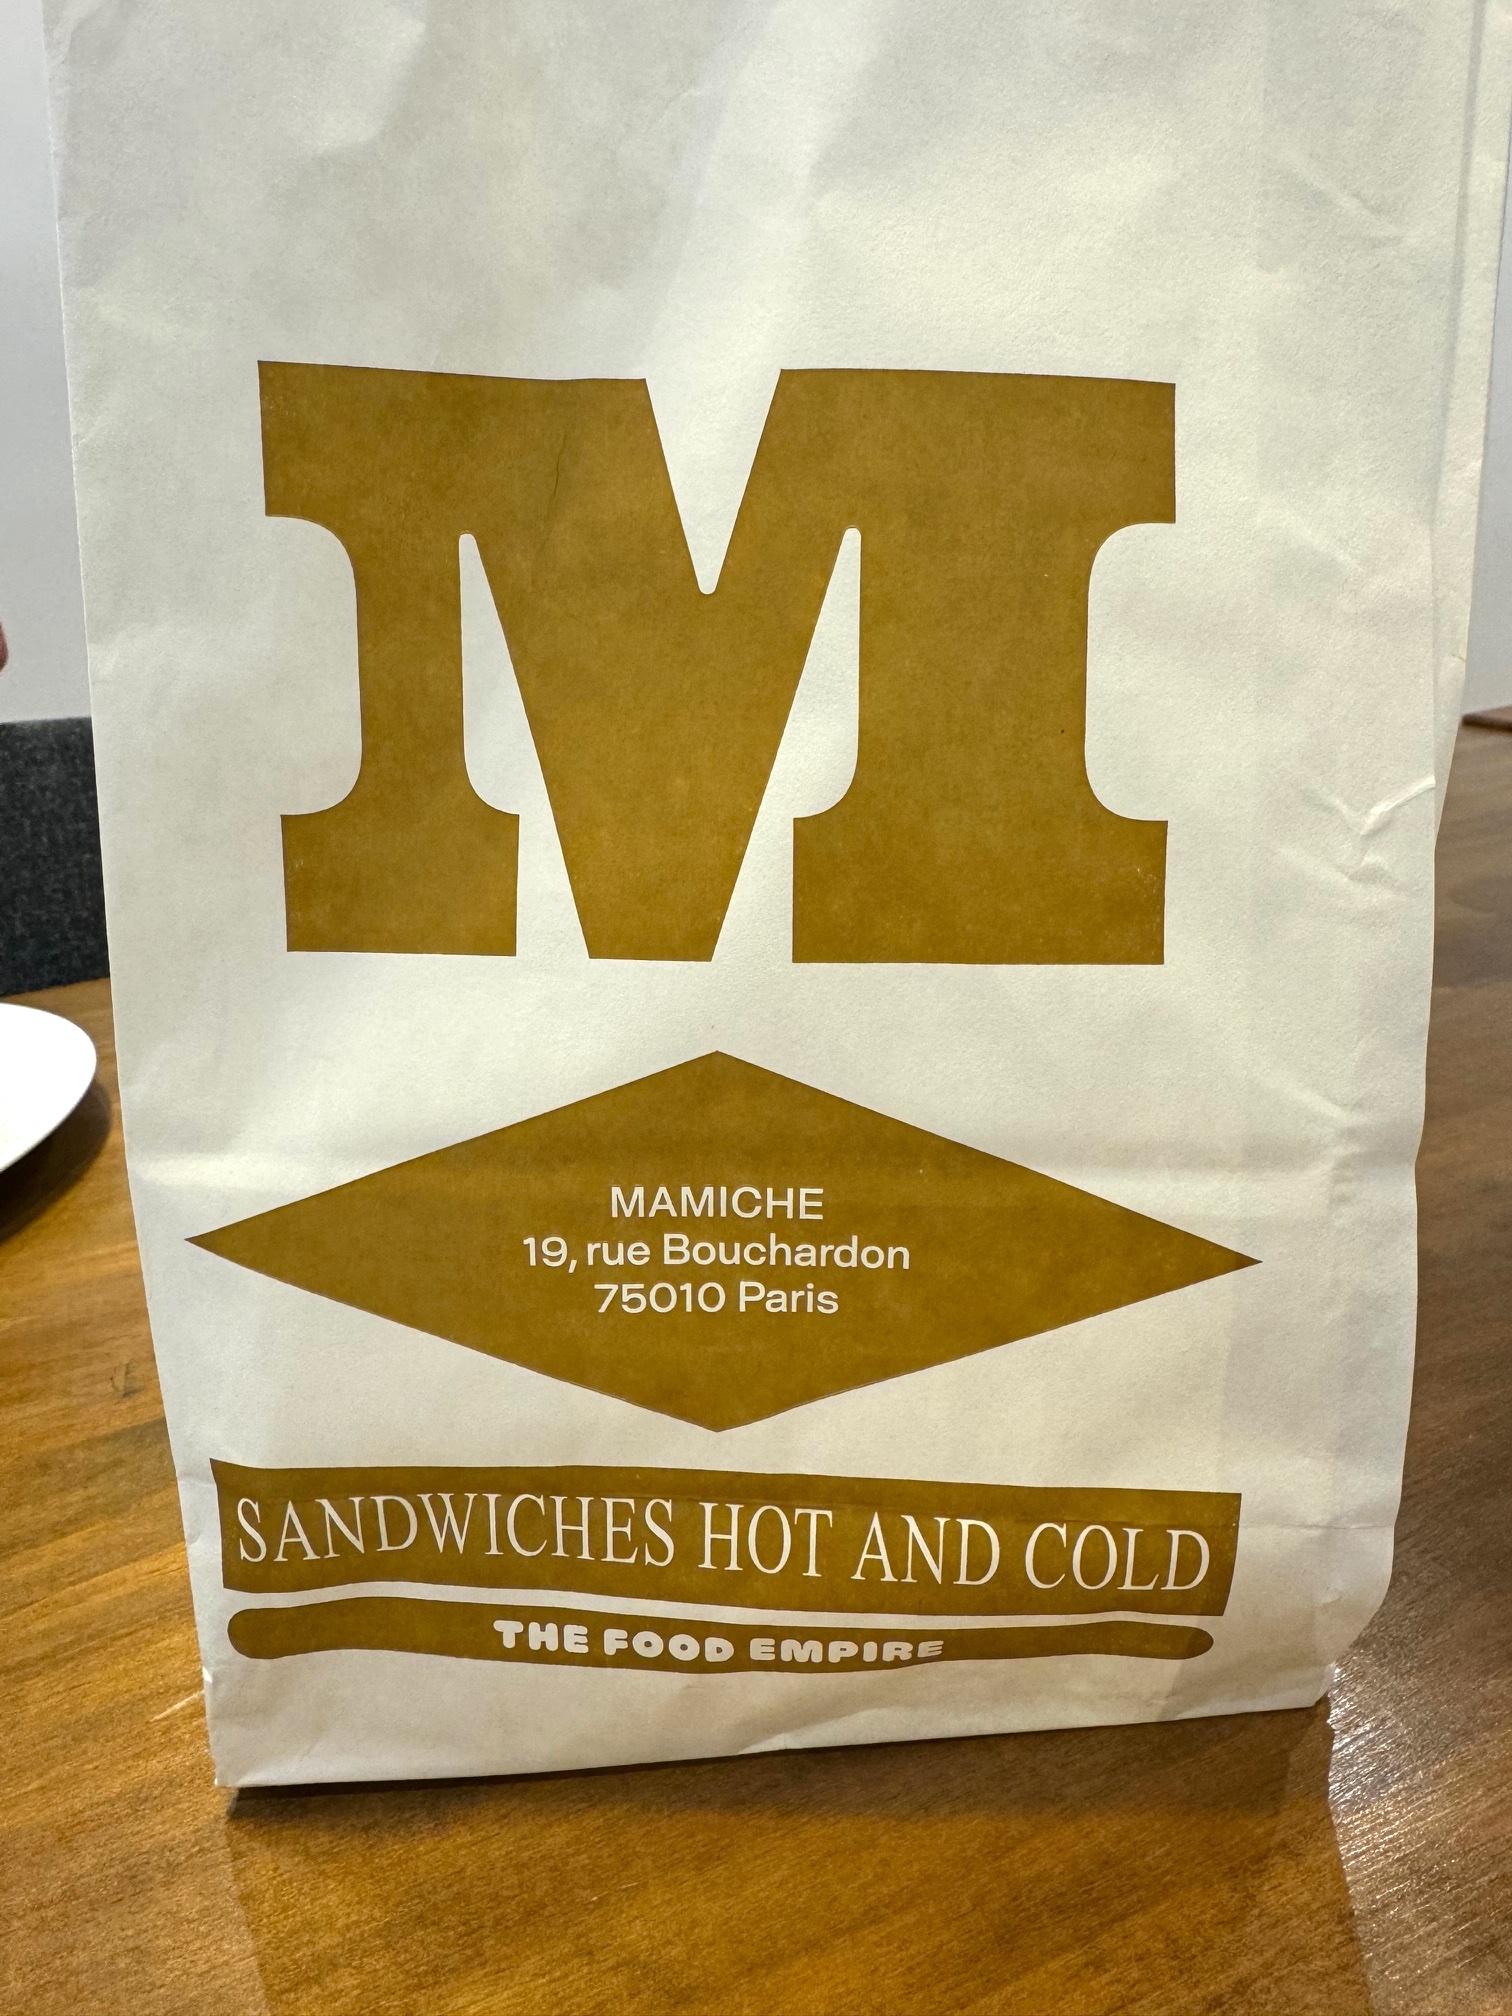 M
MAMICHE
19, rue Bouchardon
75010 Paris
SANDWICHES HOT AND COLD
THE FOOD EMPIRE